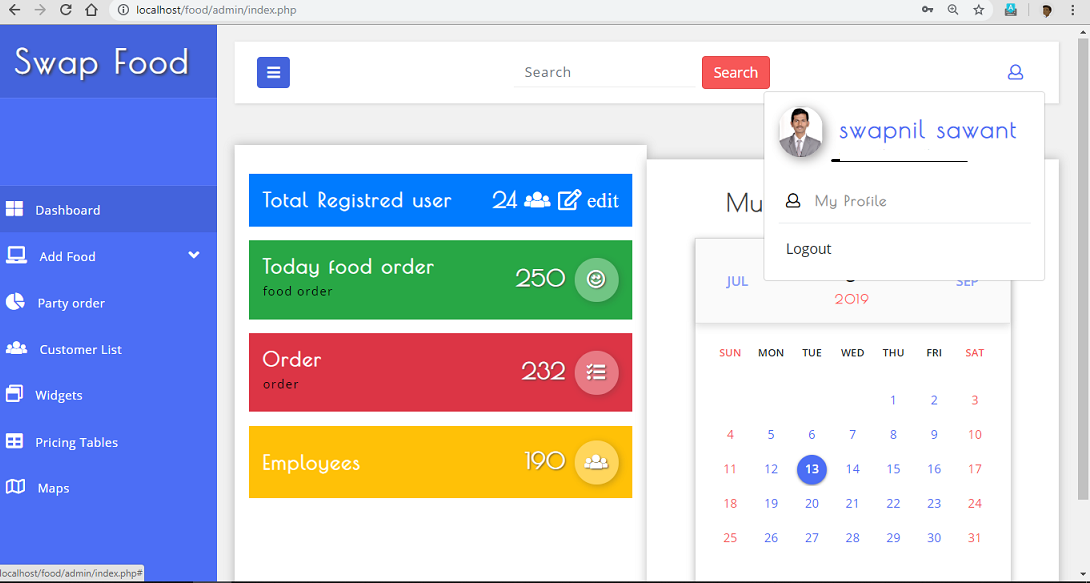 localhost/food/admin/index.php
Swap Food
Search
Search
swapnil sawant
My Profile
Logout
Dashboard
Add Food
Party order
Customer List
Widgets
Pricing Tables
Maps
Total Registred user 24 edit
Today food order 250
food order
Order 232
order
Employees 190
Mu
JUL SEP
2019
SUN MON TUE WED THU FRI SAT
1 2 3
4 5 6 7 8 9 10
11 12 13 14 15 16 17
18 19 20 21 22 23 24
25 26 27 28 29 30 31
localhost/food/admin/index.php#